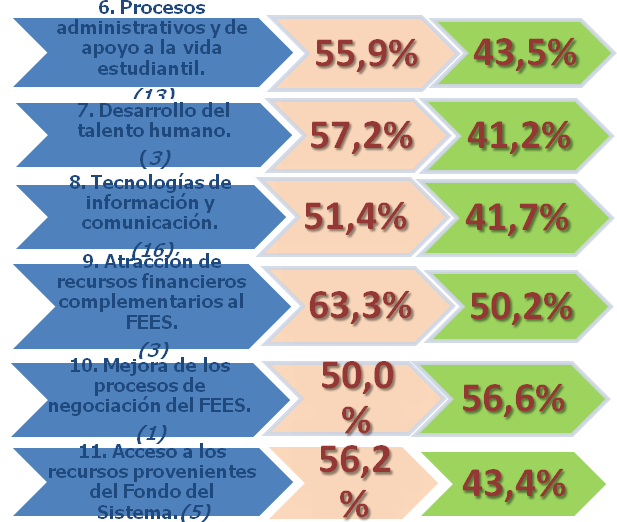 6. Procesos
administrativos y de
apoyo a la vida
estudiantil.
(13)
55,9%
43,5%
7. Desarrollo del
talento humano.
(3)
57,2%
41,2%
8. Tecnologías de
información y
comunicación.
(16)
51,4%
41,7%
9. Atracción de
recursos financieros
complementarios al
FEES.
(3)
63,3%
50,2%
10. Mejora de los
procesos de
negociación del FEES.
(1)
50,0
%
56,6%
11. Acceso a los
recursos provenientes
del Fondo del
Sistema.(5)
56,2
%
43,4%